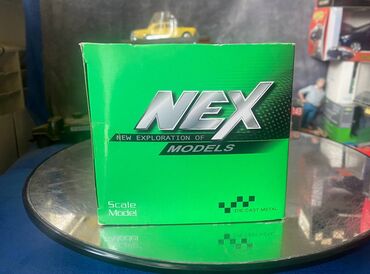 NEX
NEW EXPLORATION OF
MODELS
Scale
Model
DIE CAST METAL